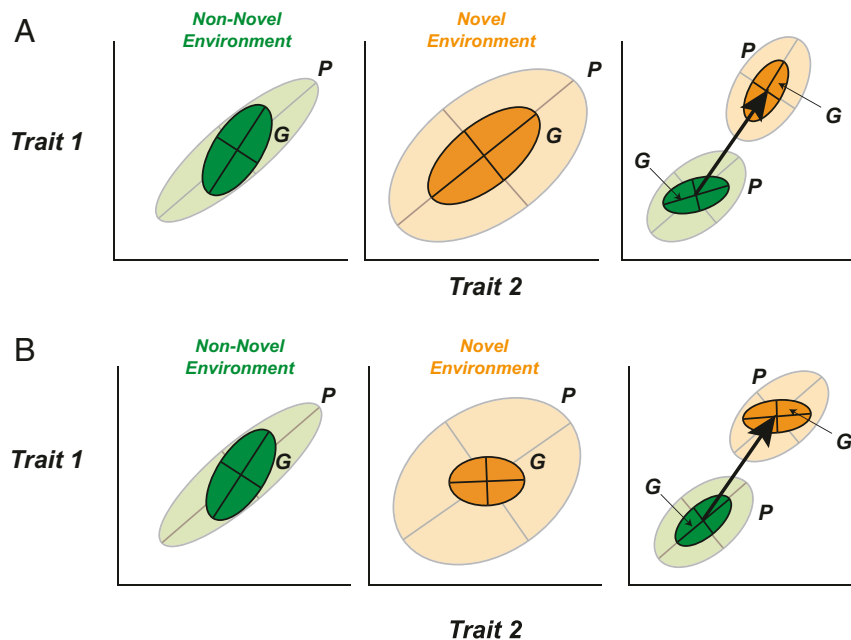 A
Non-Novel
Environment
Novel
Environment
P
G
P
G
P
G
G
P
Trait 1
Trait 2
B
Non-Novel
Environment
Novel
Environment
P
G
P
G
P
G
G
P
Trait 1
Trait 2